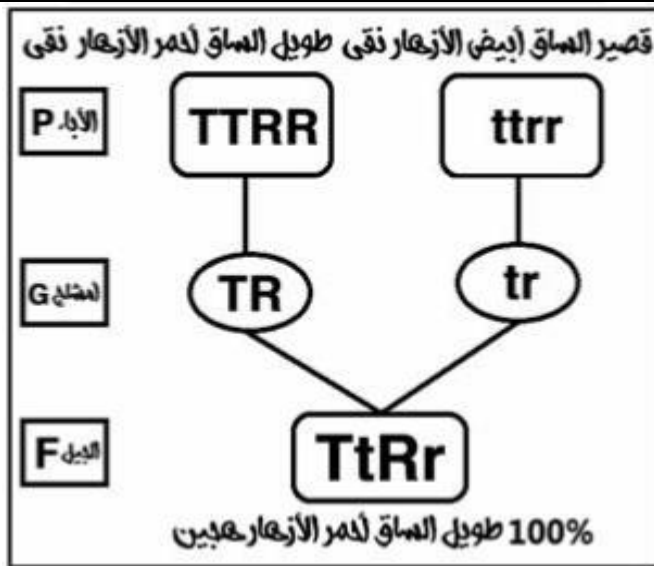 قصير الساق أبيض الأزهار نقى طويل الساق أحمر الأزهار نقى
الأباء P TTRR ttrr
أمشاج G TR tr
الجيل F TtRr
100% طويل الساق أحمر الأزهار هجين